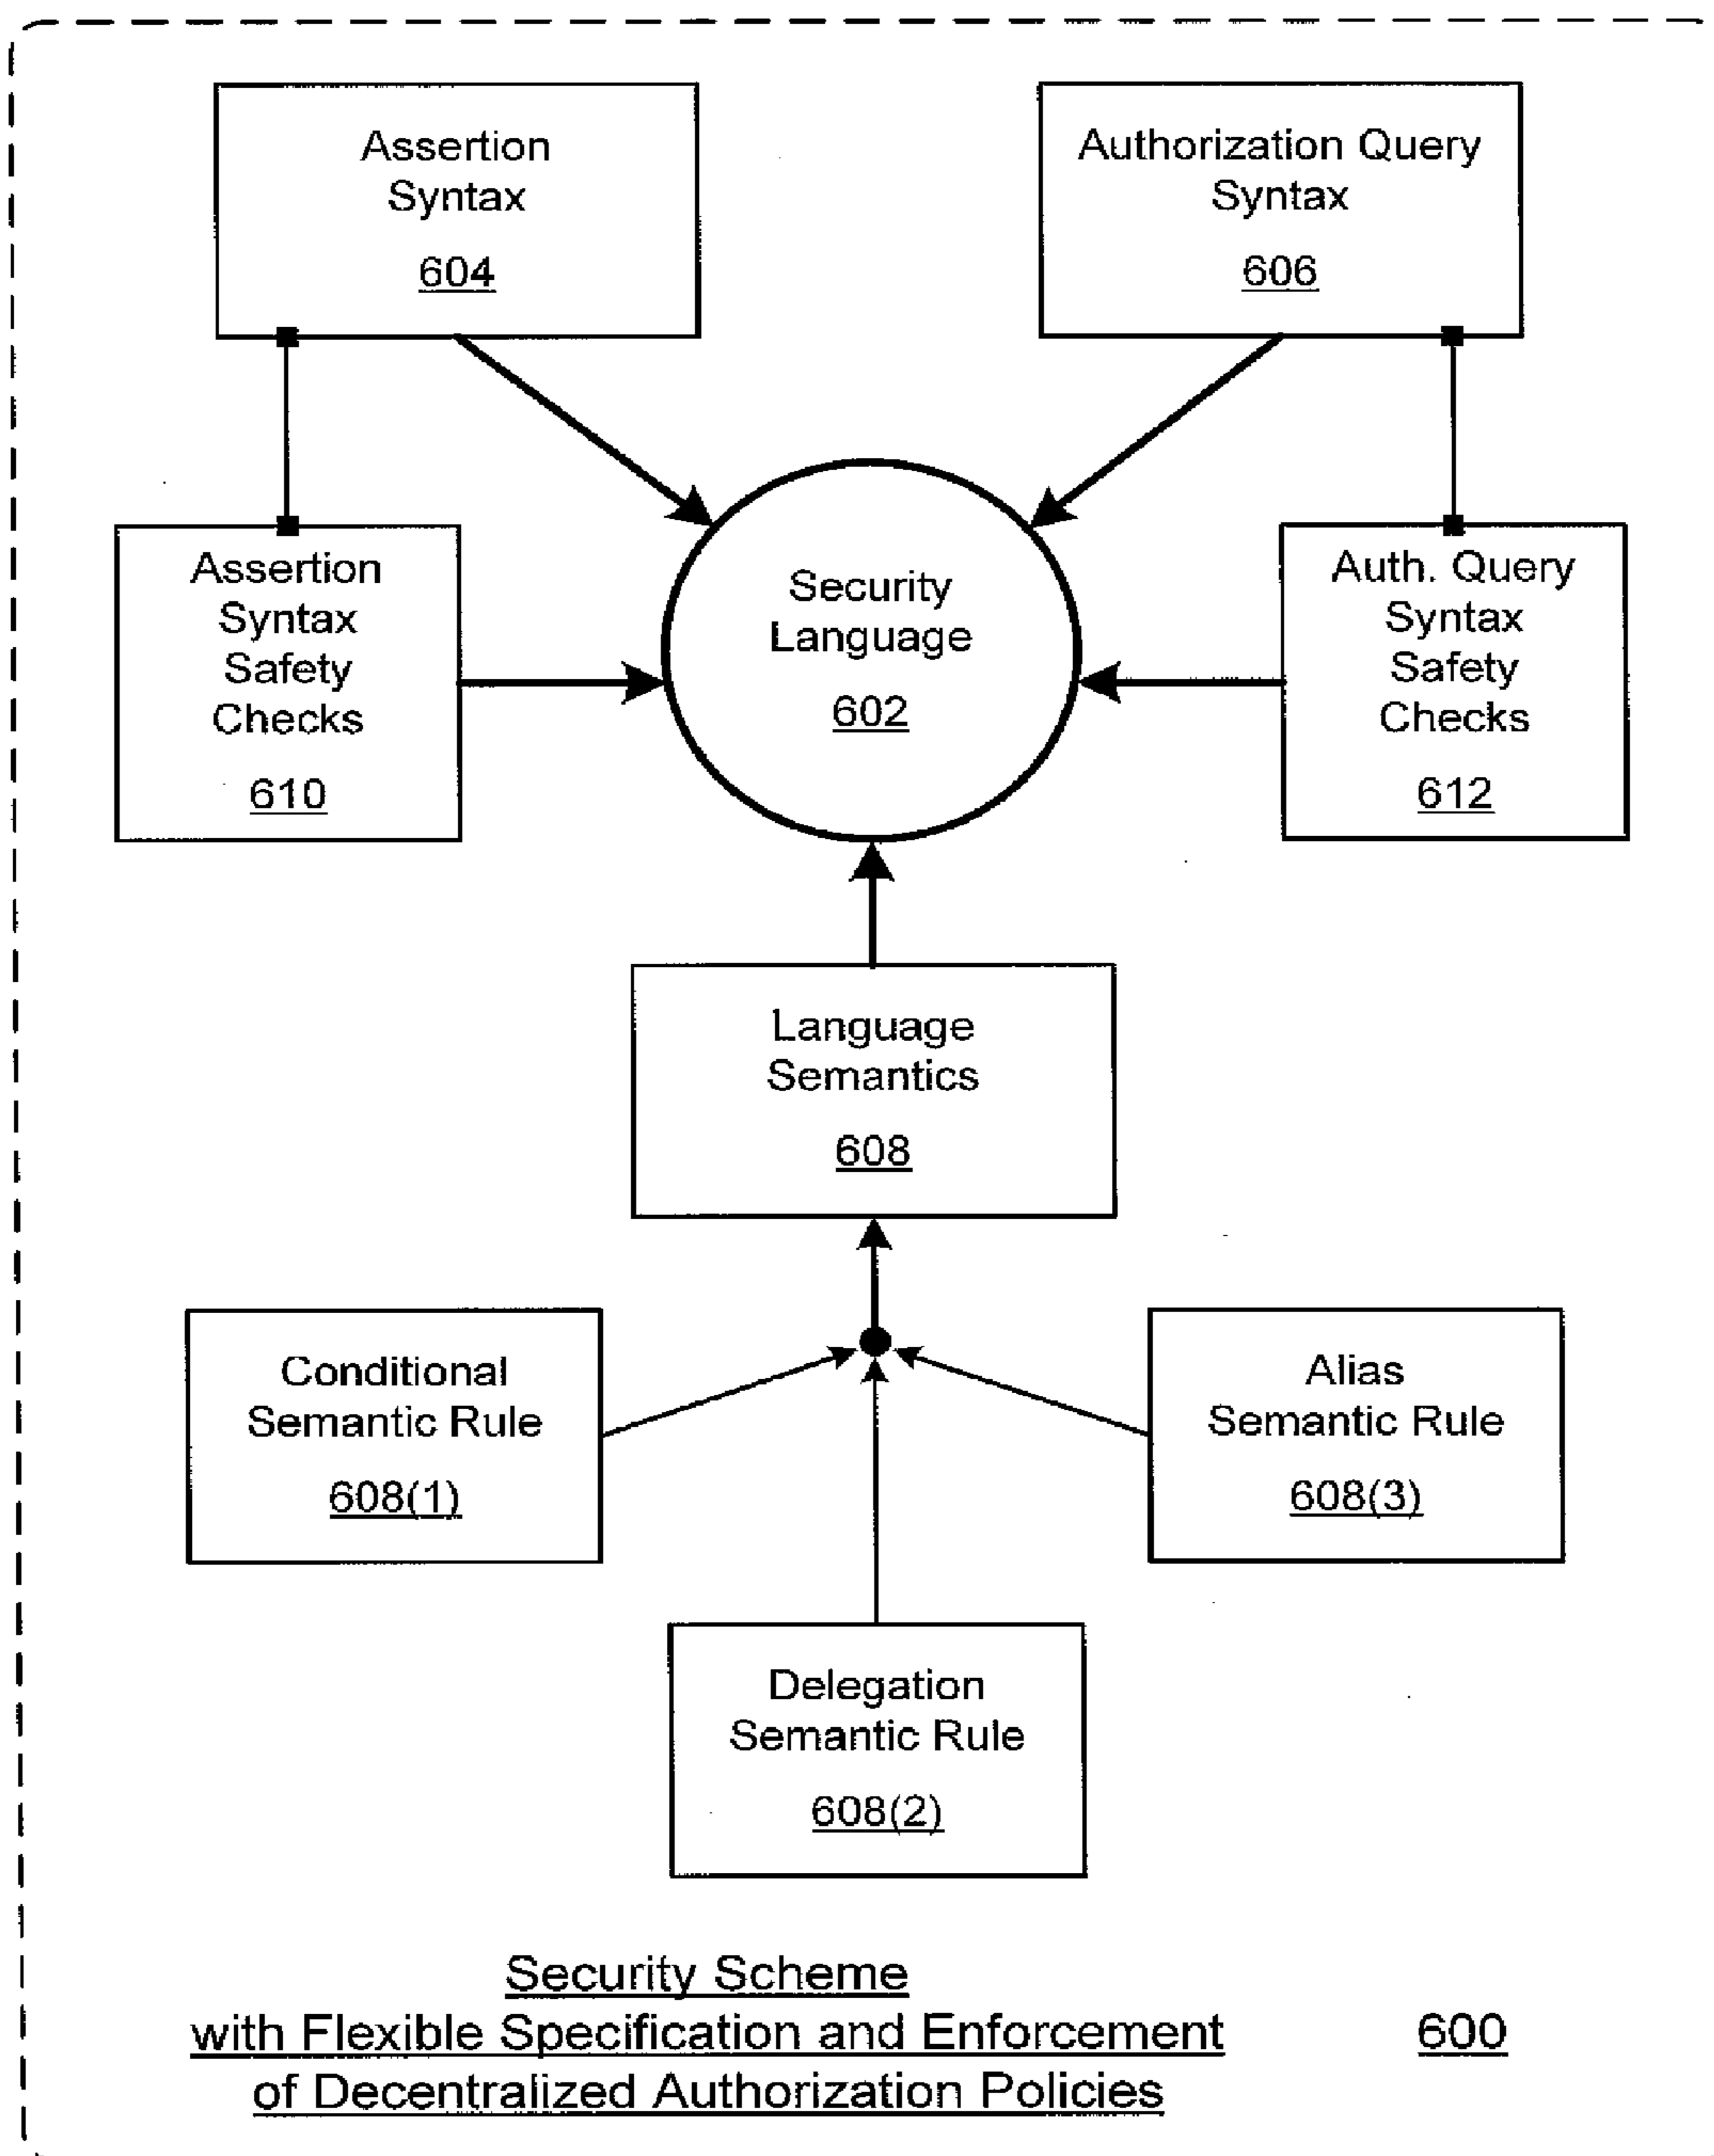 Assertion
Syntax
604
Authorization Query
Syntax
606
Assertion
Syntax
Safety
Checks
610
Security
Language
602
Auth. Query
Syntax
Safety
Checks
612
Language
Semantics
608
Conditional
Semantic Rule
608(1)
Alias
Semantic Rule
608(3)
Delegation
Semantic Rule
608(2)
Security Scheme
with Flexible Specification and Enforcement
of Decentralized Authorization Policies
600